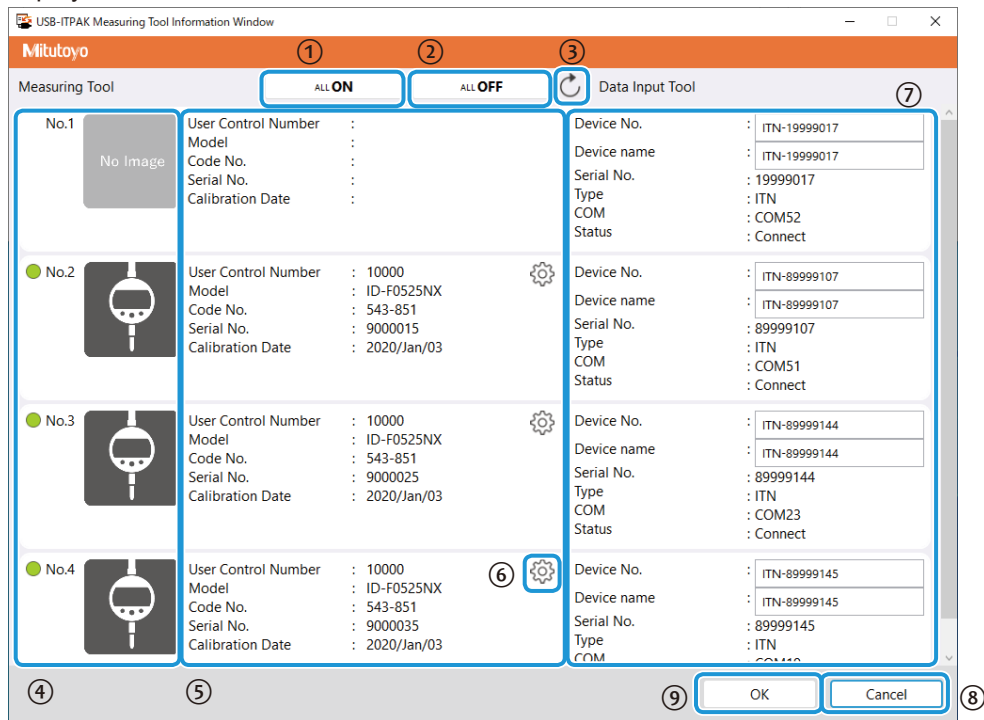 USB-ITPAK Measuring Tool Information Window
Mitutoyo
① ② ③
Measuring Tool ALL ON ALL OFF Data Input Tool ⑦
No.1
No Image
User Control Number :
Model :
Code No. :
Serial No. :
Calibration Date :
Device No. : ITN-19999017
Device name : ITN-19999017
Serial No. : 19999017
Type : ITN
COM : COM52
Status : Connect
No.2
User Control Number : 10000
Model : ID-F0525NX
Code No. : 543-851
Serial No. : 9000015
Calibration Date : 2020/Jan/03
Device No. : ITN-89999107
Device name : ITN-89999107
Serial No. : 89999107
Type : ITN
COM : COM51
Status : Connect
No.3
User Control Number : 10000
Model : ID-F0525NX
Code No. : 543-851
Serial No. : 9000025
Calibration Date : 2020/Jan/03
Device No. : ITN-89999144
Device name : ITN-89999144
Serial No. : 89999144
Type : ITN
COM : COM23
Status : Connect
No.4
User Control Number : 10000
Model : ID-F0525NX
Code No. : 543-851
Serial No. : 9000035
Calibration Date : 2020/Jan/03
⑥
Device No. : ITN-89999145
Device name : ITN-89999145
Serial No. : 89999145
Type : ITN
COM
④ ⑤ ⑨ OK Cancel ⑧